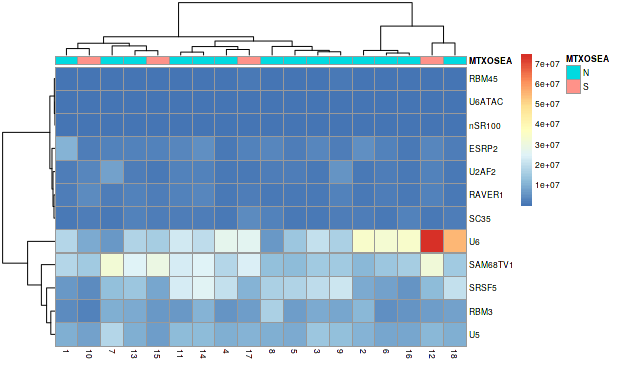 MTXOSEA
RBM45
U6ATAC
nSR100
ESRP2
U2AF2
RAVER1
SC35
U6
SAM68TV1
SRSF5
RBM3
U5
1 10 7 13 15 11 14 4 17 8 5 3 9 2 6 16 12 18
7e+07
6e+07
5e+07
4e+07
3e+07
2e+07
1e+07
MTXOSEA
N
S